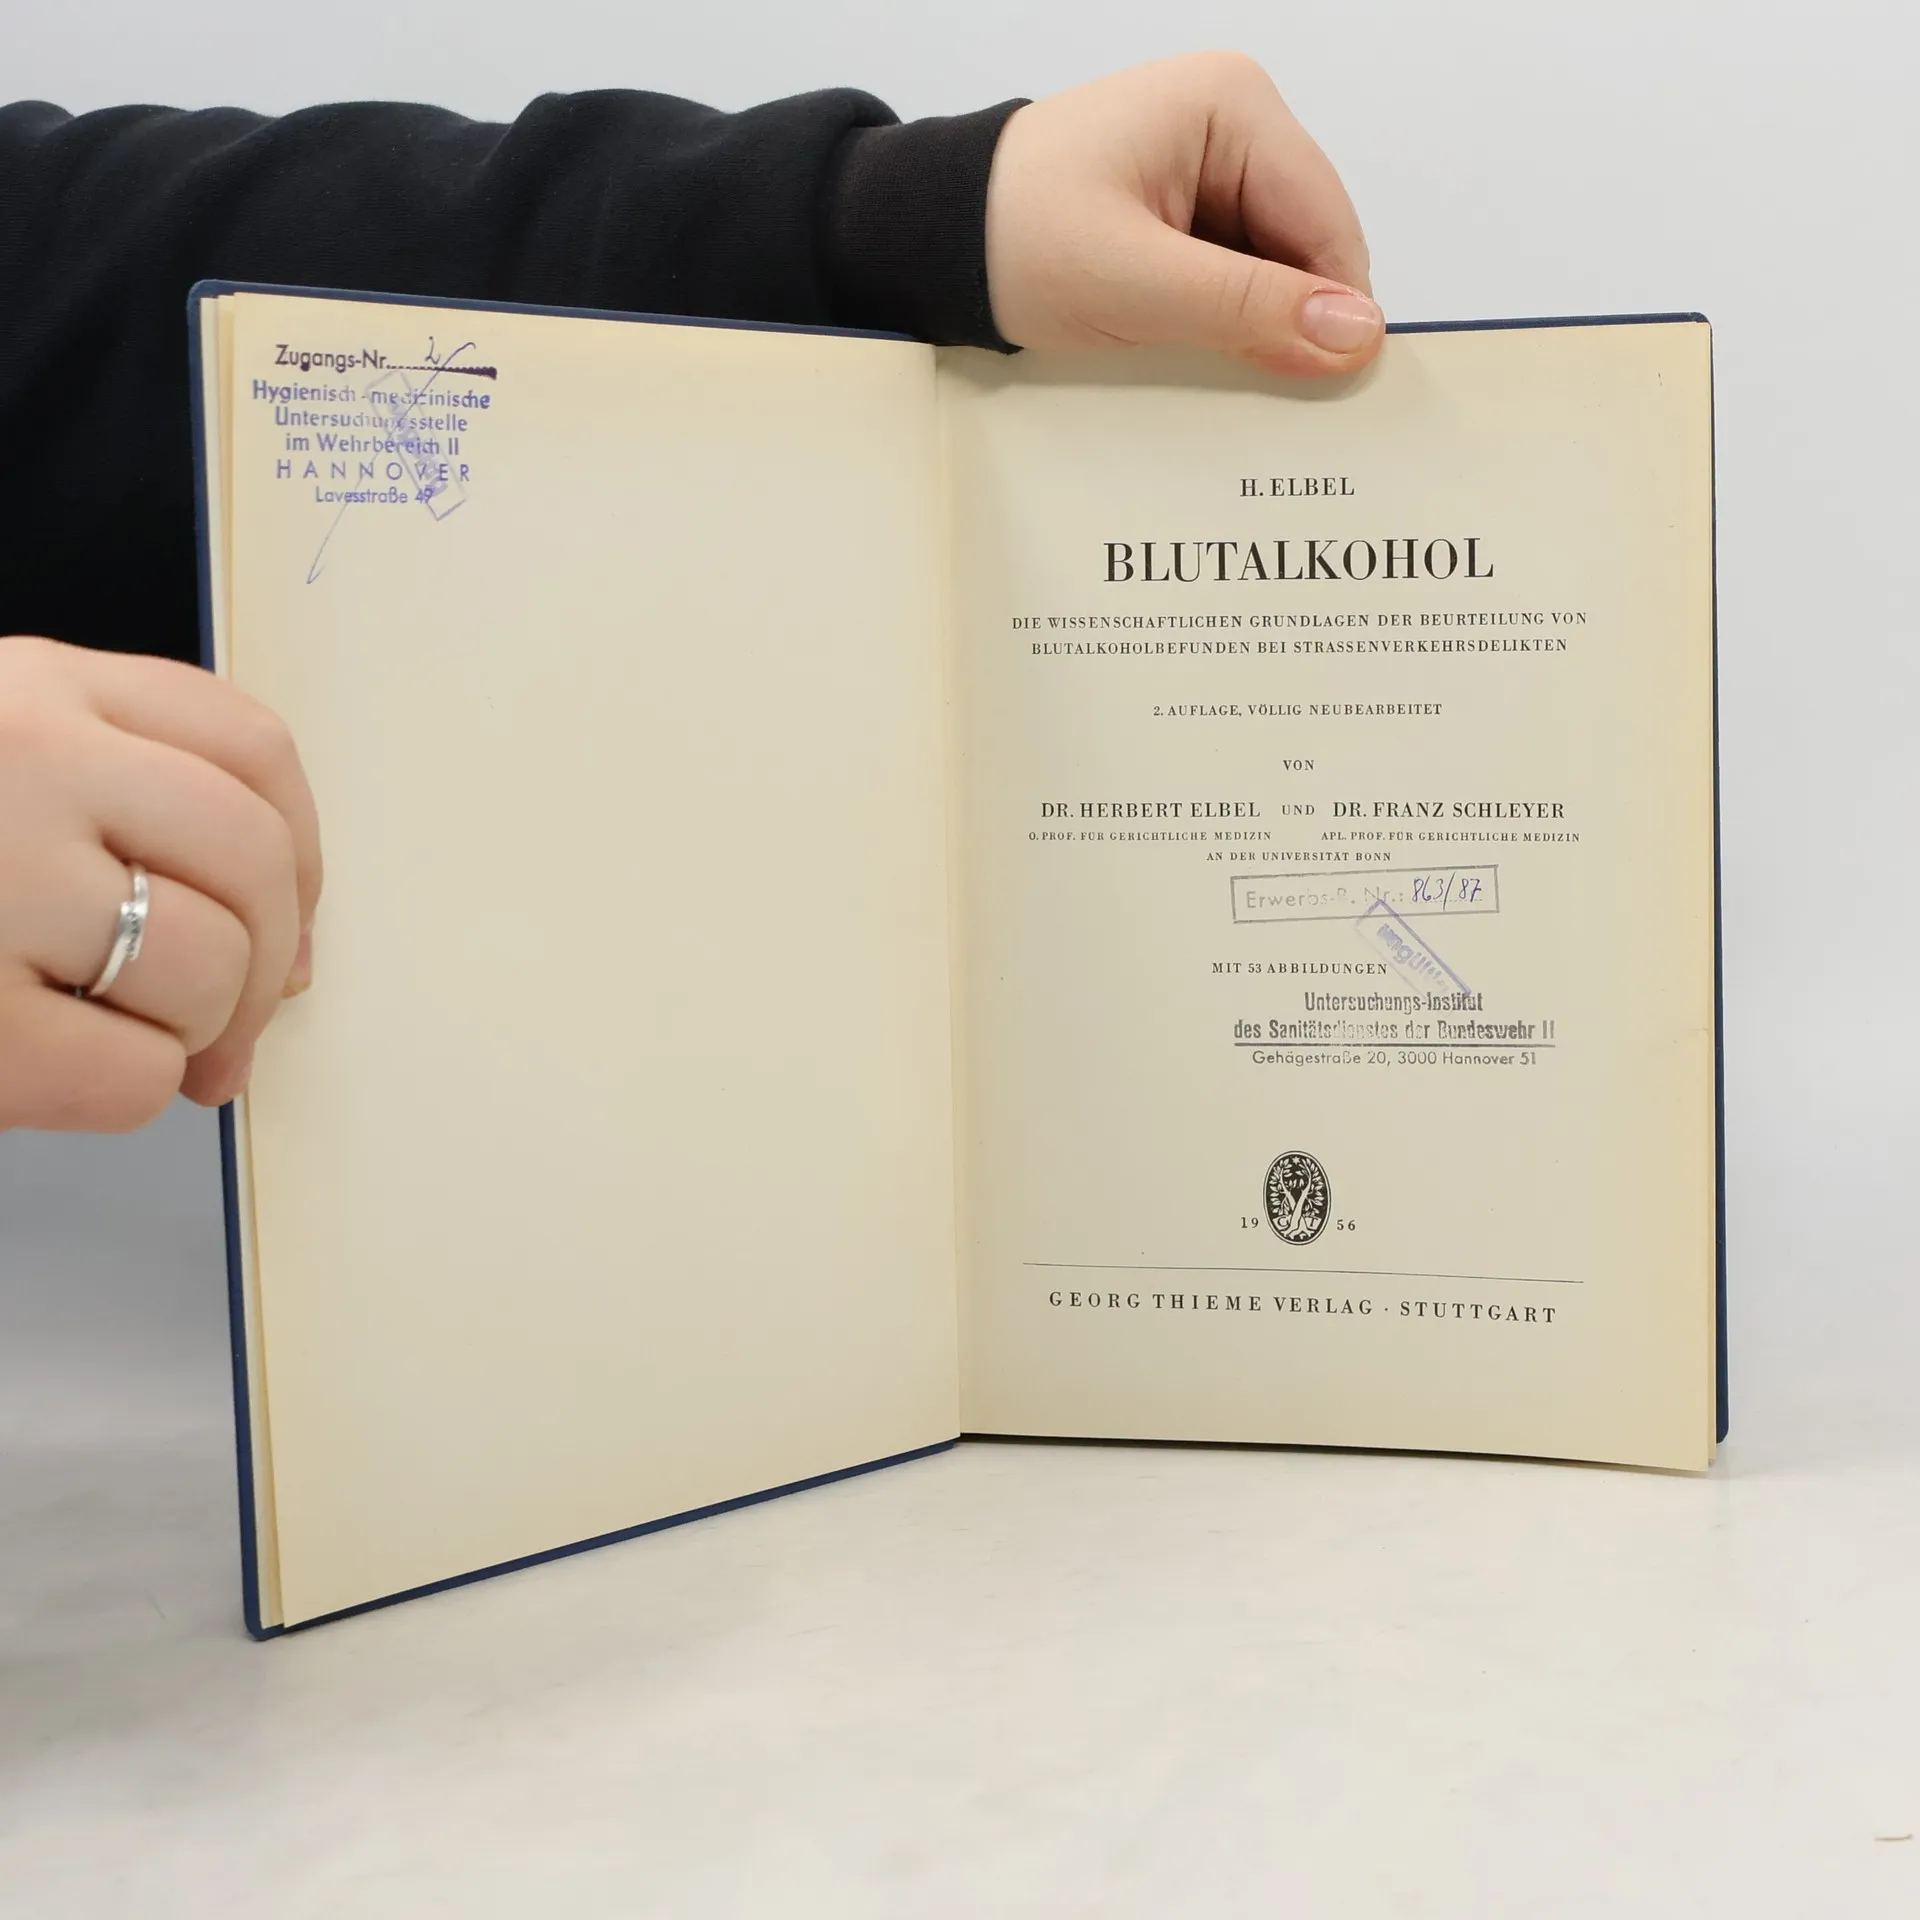 Zugangs-Nr. 2
Hygienisch-medizinische
Untersuchungsstelle
im Wehrbereich II
HANNOVER
Lavesstraße 49
ungültig
H. ELBEL
BLUTALKOHOL
DIE WISSENSCHAFTLICHEN GRUNDLAGEN DER BEURTEILUNG VON
BLUTALKOHOLBEFUNDEN BEI STRASSENVERKEHRSDELIKTEN
2. AUFLAGE, VÖLLIG NEUBEARBEITET
VON
DR. HERBERT ELBEL UND DR. FRANZ SCHLEYER
O. PROF. FÜR GERICHTLICHE MEDIZIN APL. PROF. FÜR GERICHTLICHE MEDIZIN
AN DER UNIVERSITÄT BONN
Erwerbs-B. Nr.: 863/87
ungültig
MIT 53 ABBILDUNGEN
Untersuchungs-Institut
des Sanitätsdienstes der Bundeswehr II
Gehägestraße 20, 3000 Hannover 51
19 G T 56
GEORG THIEME VERLAG · STUTTGART